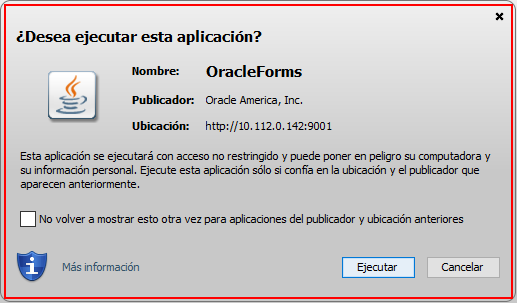 ¿Desea ejecutar esta aplicación?
Nombre: OracleForms
Publicador: Oracle America, Inc.
Ubicación: http://10.112.0.142:9001
Esta aplicación se ejecutará con acceso no restringido y puede poner en peligro su computadora y
su información personal. Ejecute esta aplicación sólo si confía en la ubicación y el publicador que
aparecen anteriormente.
No volver a mostrar esto otra vez para aplicaciones del publicador y ubicación anteriores
Más información
Ejecutar
Cancelar